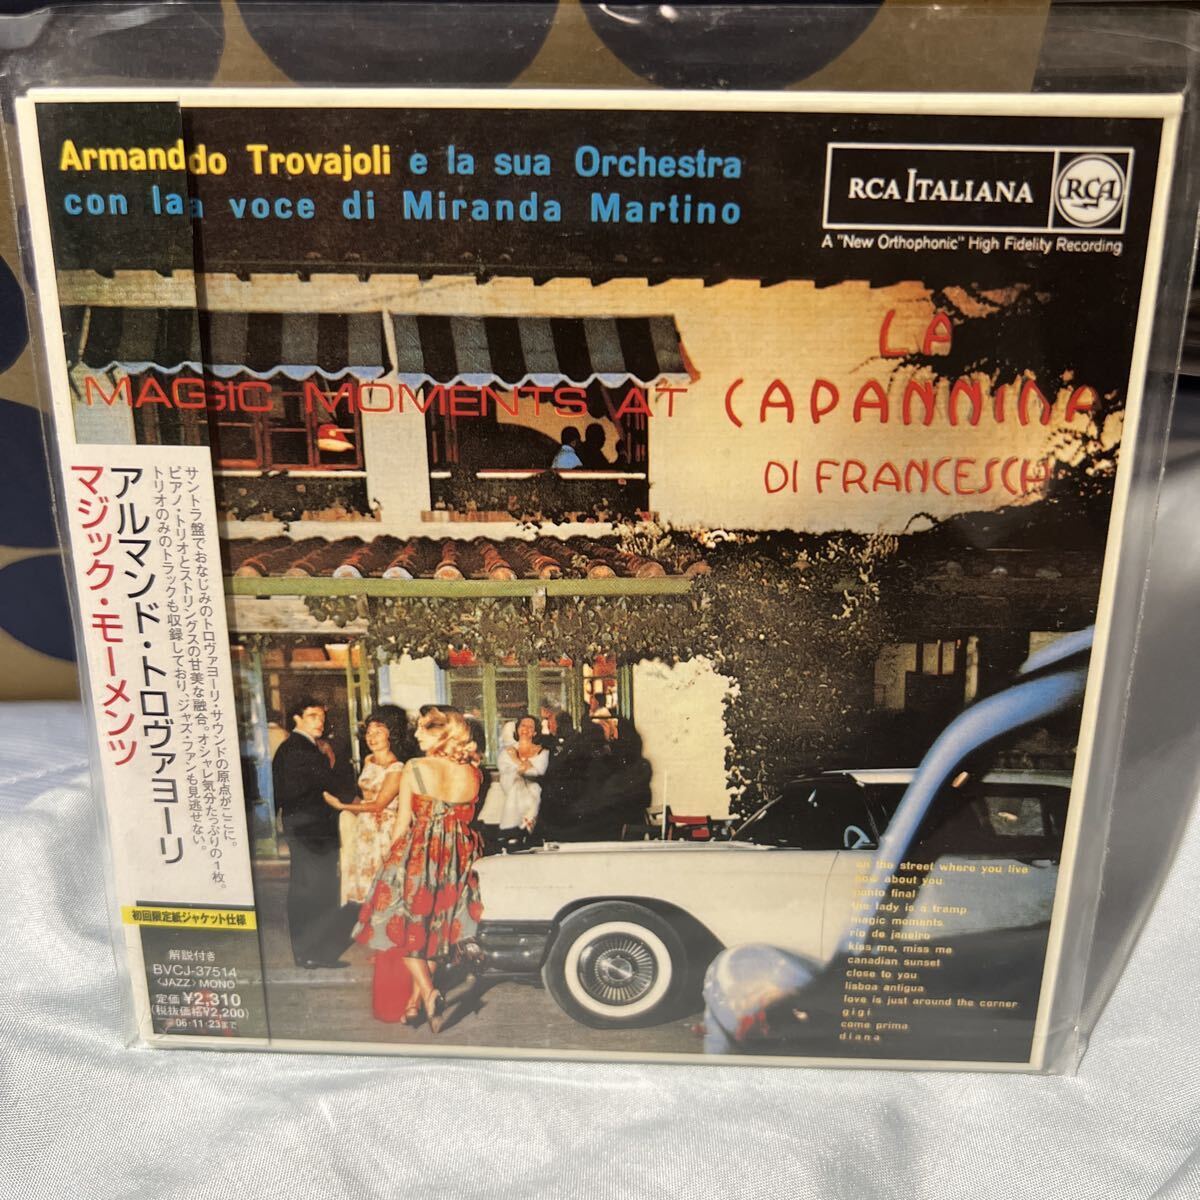 Armanddo Trovajoli e la sua Orchestra
con laa voce di Miranda Martino
RCA ITALIANA
RCA
A "New Orthophonic" High Fidelity Recording
MAGIC MOMENTS AT
LA
CAPANNINA
DI FRANCESCHI
アルマンド・トロヴァヨーリ
マジック・モーメンツ
サントラ盤でおなじみのトロヴァヨーリ・サウンドの原点がここに。
ピアノ・トリオとストリングスの甘美な融合。オシャレ気分たっぷりの1枚。
トリオのみのトラックも収録しており、ジャズ・ファンも見逃せない。
初回限定紙ジャケット仕様
解説付き
BVCJ-37514
〈JAZZ〉MONO
定価 ¥2,310
(税抜価格¥2,200)
06・11・23まで
on the street where you live
how about you
ponio final
the lady is a tramp
magic moments
rio de janeiro
kiss me, miss me
canadian sunset
close to you
lisboa antigua
love is just around the corner
gigi
come prima
diana